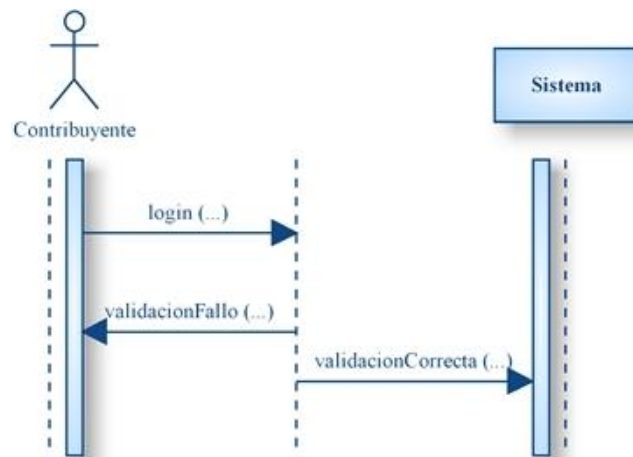 Sistema
Contribuyente
login (...)
validacionFallo (...)
validacionCorrecta (...)